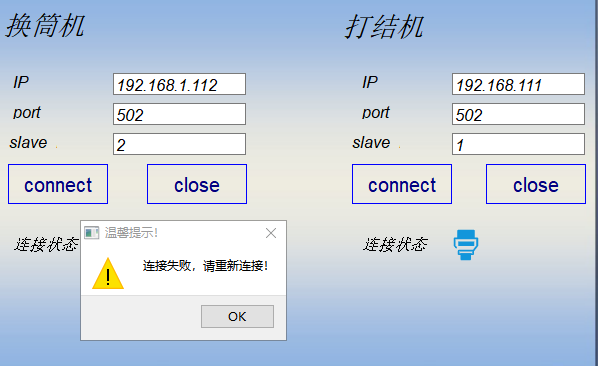 换筒机
IP 192.168.1.112
port 502
slave 2
connect close
连接状态
打结机
IP 192.168.111
port 502
slave 1
connect close
连接状态
温馨提示!
连接失败，请重新连接!
OK